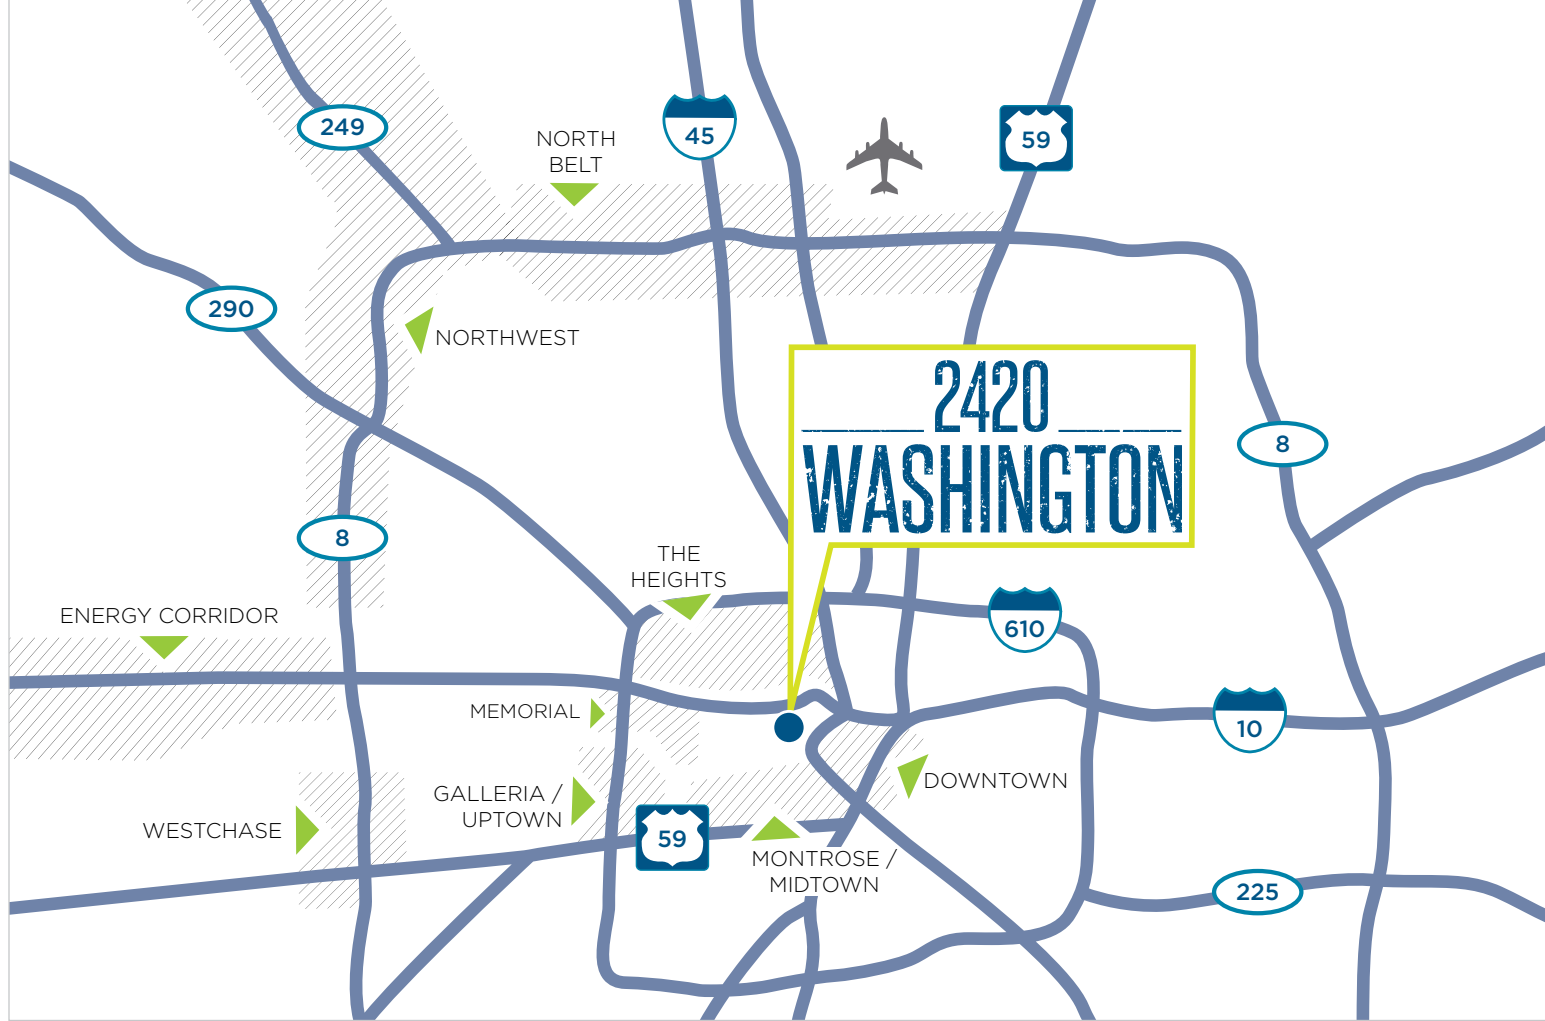 249
45
59
NORTH
BELT
290
NORTHWEST
2420
WASHINGTON
8
8
THE
HEIGHTS
ENERGY CORRIDOR
610
MEMORIAL
10
DOWNTOWN
GALLERIA /
UPTOWN
WESTCHASE
59
MONTROSE /
MIDTOWN
225